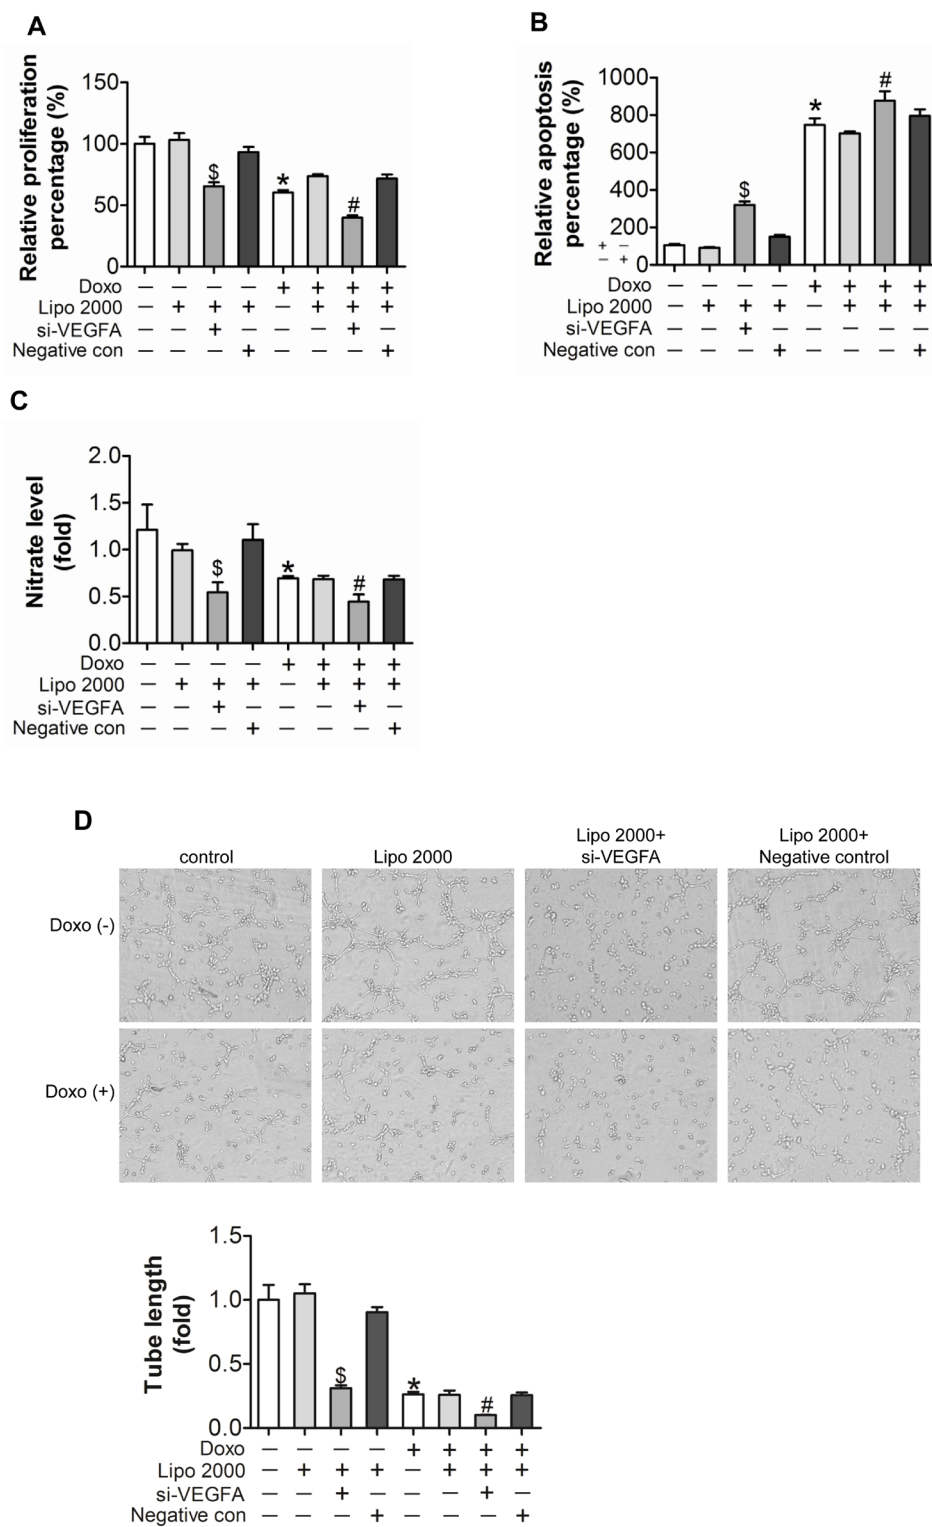 A
Relative proliferation
percentage (%)
150
100
50
0
$
*
#
Doxo — — — — + + + +
Lipo 2000 — + + + — + + +
si-VEGFA — — + — — — + —
Negative con — — — + — — — +
B
Relative apoptosis
percentage (%)
1000
800
600
400
200
0
+ —
— +
$
*
#
Doxo — — — — + + + +
Lipo 2000 — + + + — + + +
si-VEGFA — — + — — — + —
Negative con — — — + — — — +
C
Nitrate level
(fold)
2.0
1.5
1.0
0.5
0.0
$
*
#
Doxo — — — — + + + +
Lipo 2000 — + + + — + + +
si-VEGFA — — + — — — + —
Negative con — — — + — — — +
D
control
Lipo 2000
Lipo 2000+
si-VEGFA
Lipo 2000+
Negative control
Doxo (-)
Doxo (+)
Tube length
(fold)
1.5
1.0
0.5
0.0
$
*
#
Doxo — — — — + + + +
Lipo 2000 — + + + — + + +
si-VEGFA — — + — — — + —
Negative con — — — + — — — +